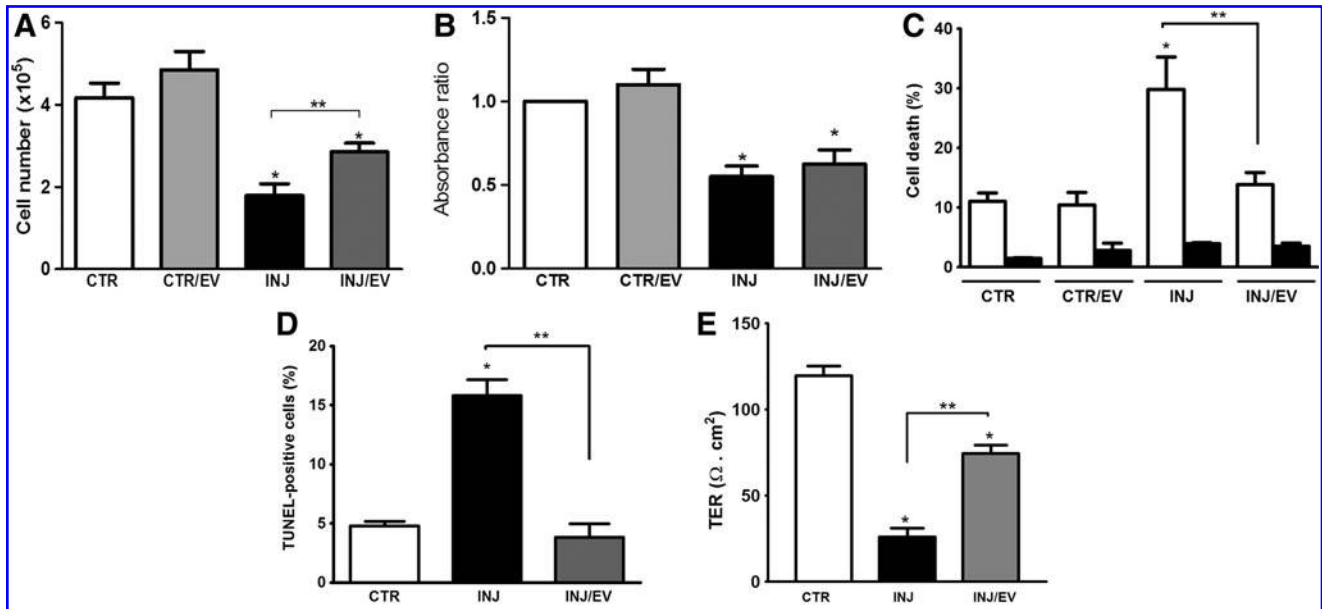 A
Cell number (x10⁵)
6
4
2
0
**
*
*
CTR CTR/EV INJ INJ/EV
B
Absorbance ratio
1.5
1.0
0.5
0.0
*
*
CTR CTR/EV INJ INJ/EV
C
Cell death (%)
40
30
20
10
0
*
**
CTR CTR/EV INJ INJ/EV
D
TUNEL-positive cells (%)
20
15
10
5
0
*
**
CTR INJ INJ/EV
E
TER (Ω . cm²)
150
100
50
0
**
*
*
CTR INJ INJ/EV